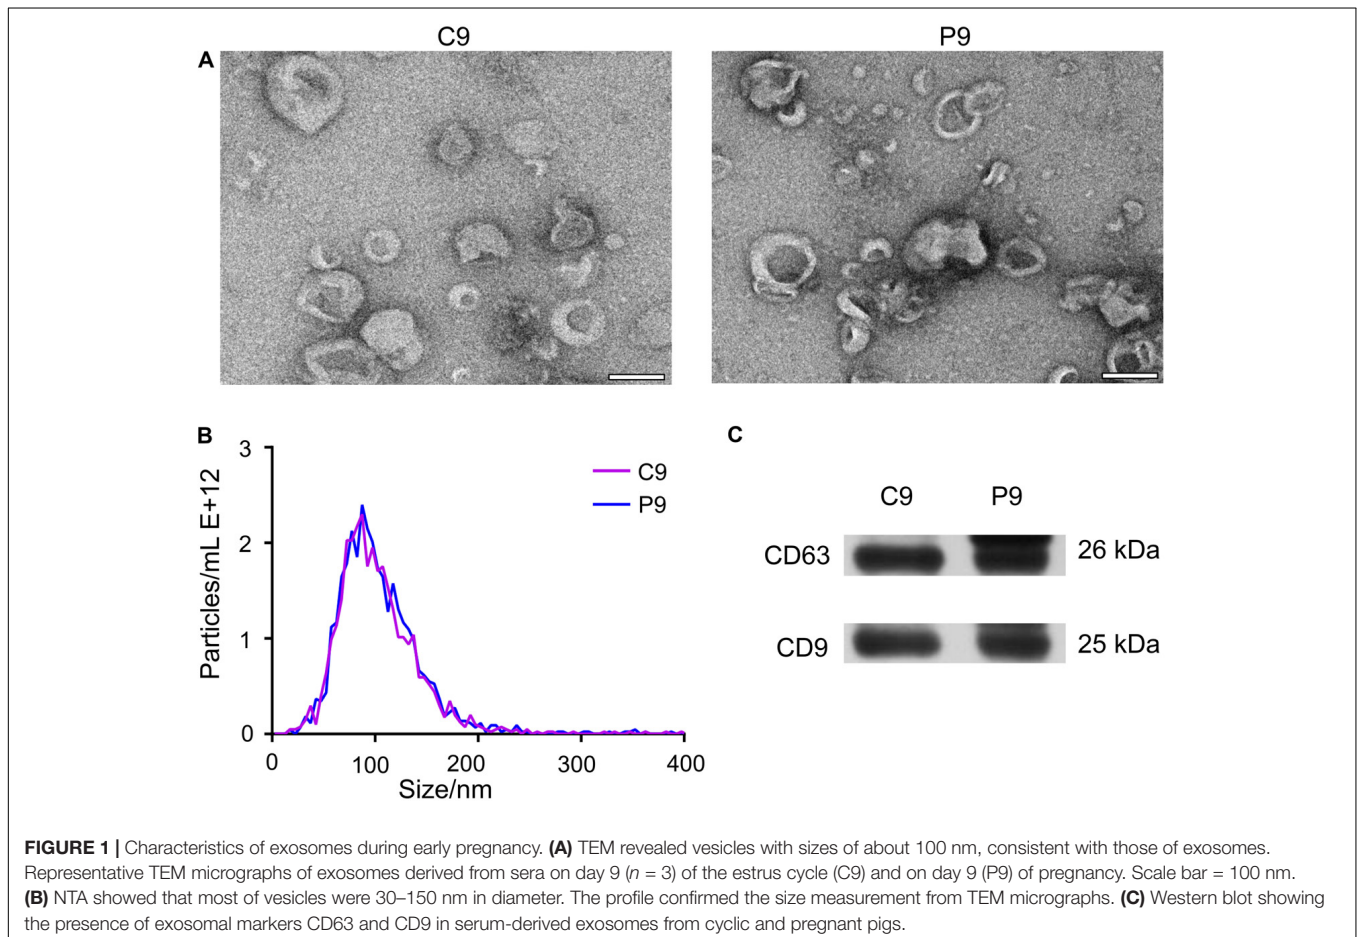 C9
P9
A
B
C
3
2
1
0
Particles/mL E+12
C9
P9
0
100
200
300
400
Size/nm
C9
P9
CD63
26 kDa
CD9
25 kDa
FIGURE 1 | Characteristics of exosomes during early pregnancy. (A) TEM revealed vesicles with sizes of about 100 nm, consistent with those of exosomes.
Representative TEM micrographs of exosomes derived from sera on day 9 (n = 3) of the estrus cycle (C9) and on day 9 (P9) of pregnancy. Scale bar = 100 nm.
(B) NTA showed that most of vesicles were 30–150 nm in diameter. The profile confirmed the size measurement from TEM micrographs. (C) Western blot showing
the presence of exosomal markers CD63 and CD9 in serum-derived exosomes from cyclic and pregnant pigs.